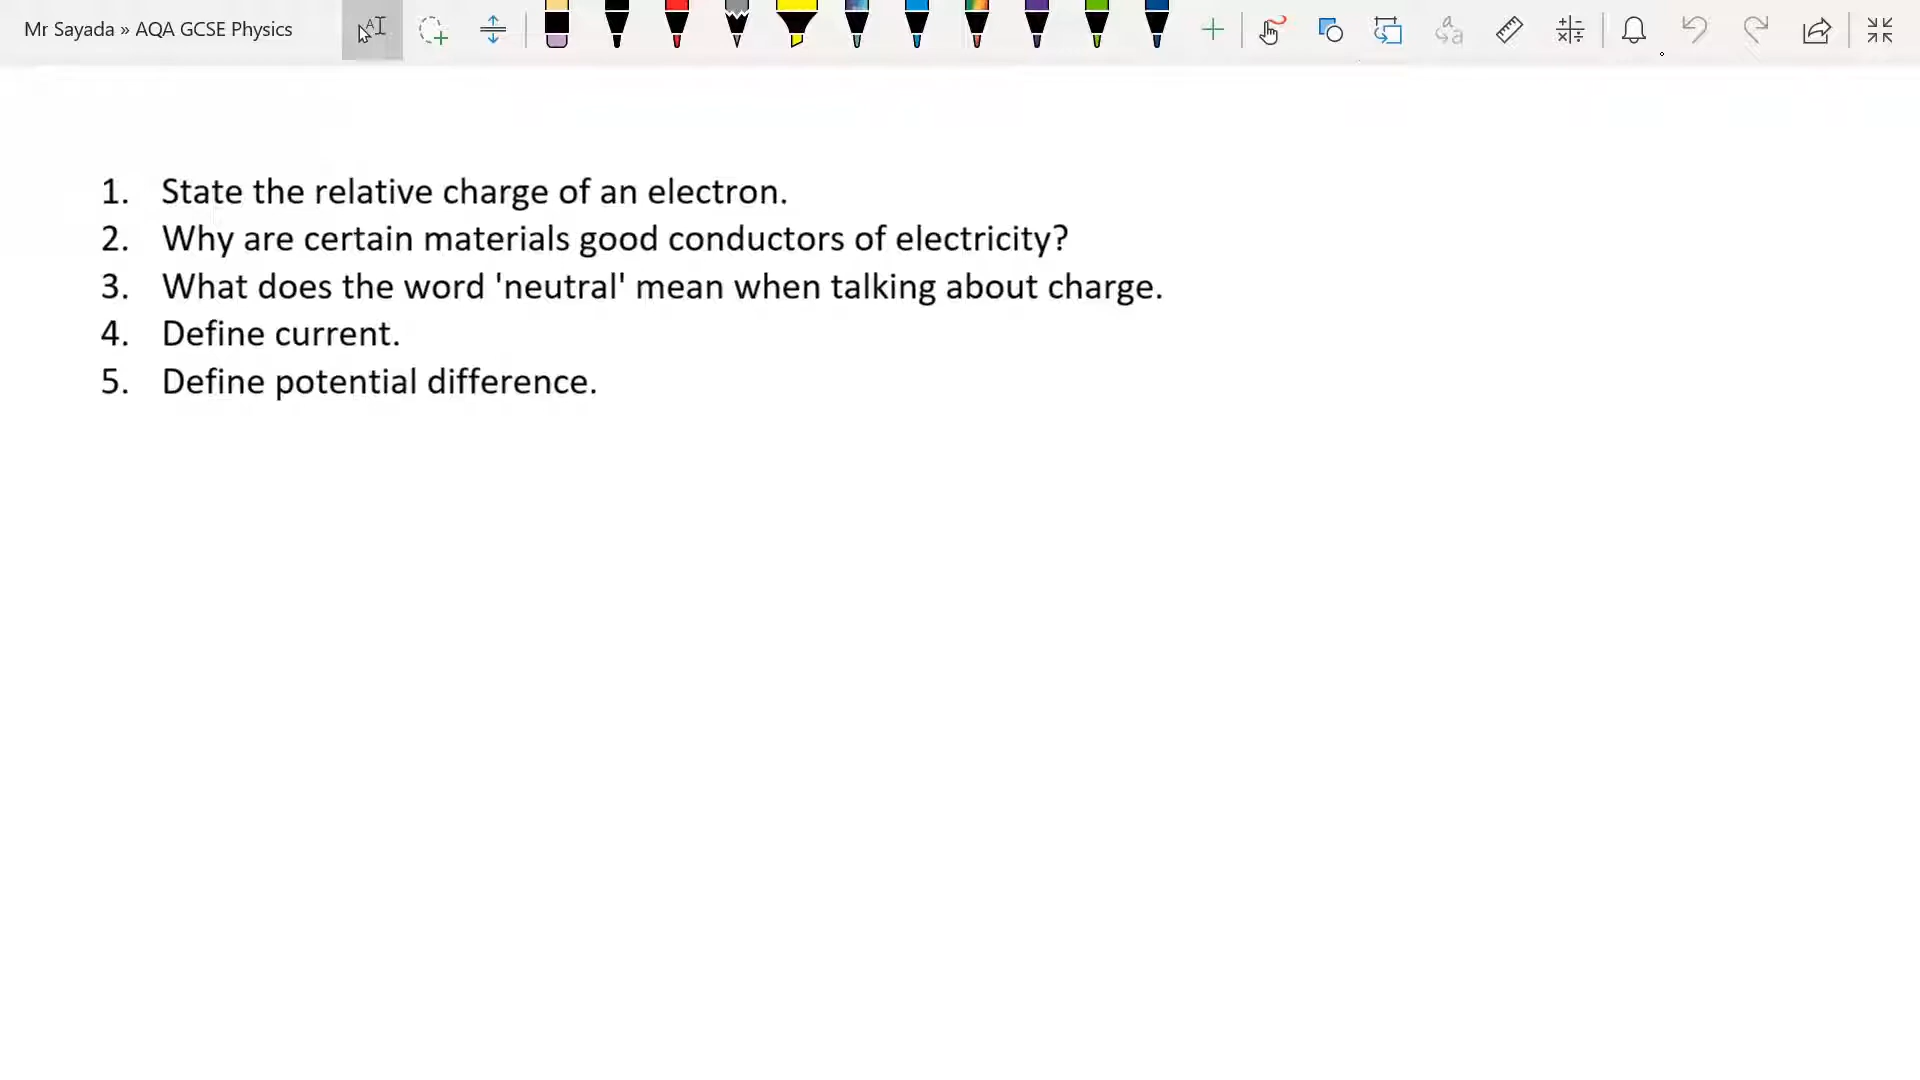 Mr Sayada » AQA GCSE Physics
1. State the relative charge of an electron.
2. Why are certain materials good conductors of electricity?
3. What does the word 'neutral' mean when talking about charge.
4. Define current.
5. Define potential difference.